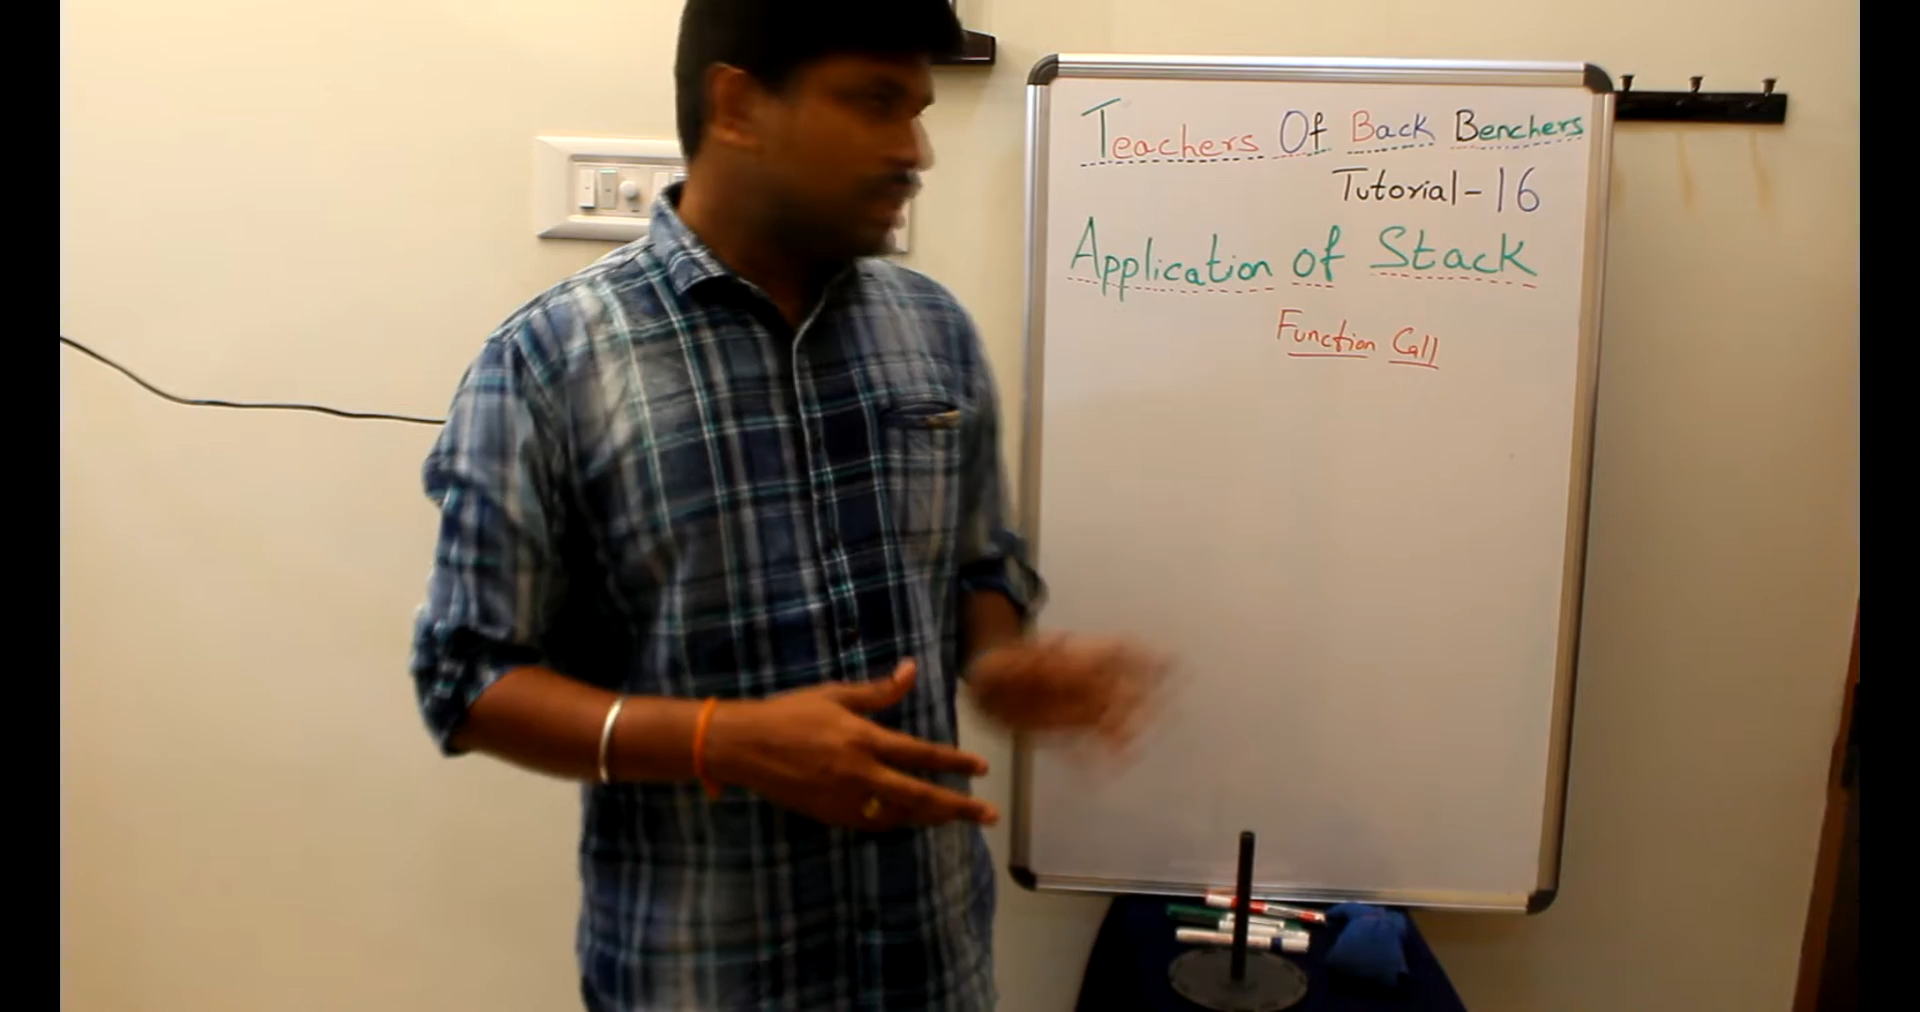 Teachers Of Back Benchers
Tutorial-16
Application of Stack
Function Call